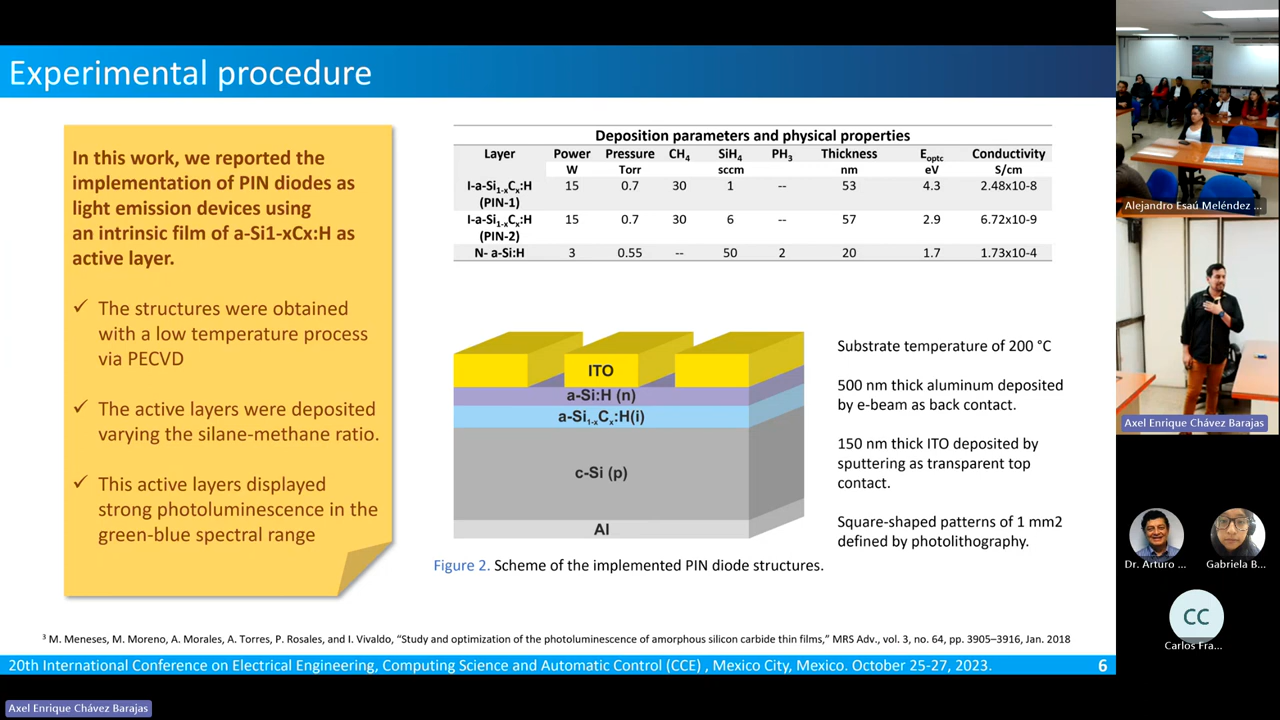 Experimental procedure
In this work, we reported the
implementation of PIN diodes as
light emission devices using
an intrinsic film of a-Si1-xCx:H as
active layer.
✓ The structures were obtained
with a low temperature process
via PECVD
✓ The active layers were deposited
varying the silane-methane ratio.
✓ This active layers displayed
strong photoluminescence in the
green-blue spectral range
Deposition parameters and physical properties
Layer Power Pressure CH4 SiH4 PH3 Thickness Eoptc Conductivity
W Torr sccm nm eV S/cm
I-a-Si1-xCx:H 15 0.7 30 1 -- 53 4.3 2.48x10-8
(PIN-1)
I-a-Si1-xCx:H 15 0.7 30 6 -- 57 2.9 6.72x10-9
(PIN-2)
N- a-Si:H 3 0.55 -- 50 2 20 1.7 1.73x10-4
ITO
a-Si:H (n)
a-Si1-xCx:H(i)
c-Si (p)
Al
Figure 2. Scheme of the implemented PIN diode structures.
Substrate temperature of 200 °C
500 nm thick aluminum deposited
by e-beam as back contact.
150 nm thick ITO deposited by
sputtering as transparent top
contact.
Square-shaped patterns of 1 mm2
defined by photolithography.
3 M. Meneses, M. Moreno, A. Morales, A. Torres, P. Rosales, and I. Vivaldo, “Study and optimization of the photoluminescence of amorphous silicon carbide thin films,” MRS Adv., vol. 3, no. 64, pp. 3905–3916, Jan. 2018
20th International Conference on Electrical Engineering, Computing Science and Automatic Control (CCE) , Mexico City, Mexico. October 25-27, 2023. 6
Alejandro Esaú Meléndez ...
Axel Enrique Chávez Barajas
Dr. Arturo ...
Gabriela B...
CC
Carlos Fra...
Axel Enrique Chávez Barajas